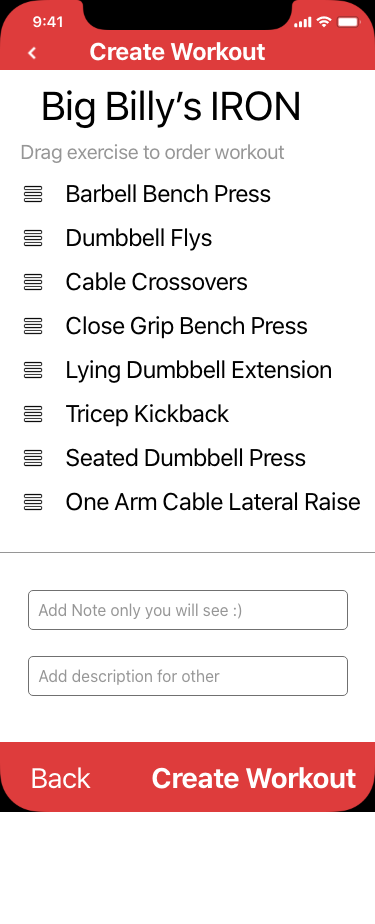 9:41
Create Workout
Big Billy’s IRON
Drag exercise to order workout
Barbell Bench Press
Dumbbell Flys
Cable Crossovers
Close Grip Bench Press
Lying Dumbbell Extension
Tricep Kickback
Seated Dumbbell Press
One Arm Cable Lateral Raise
Add Note only you will see :)
Add description for other
Back Create Workout